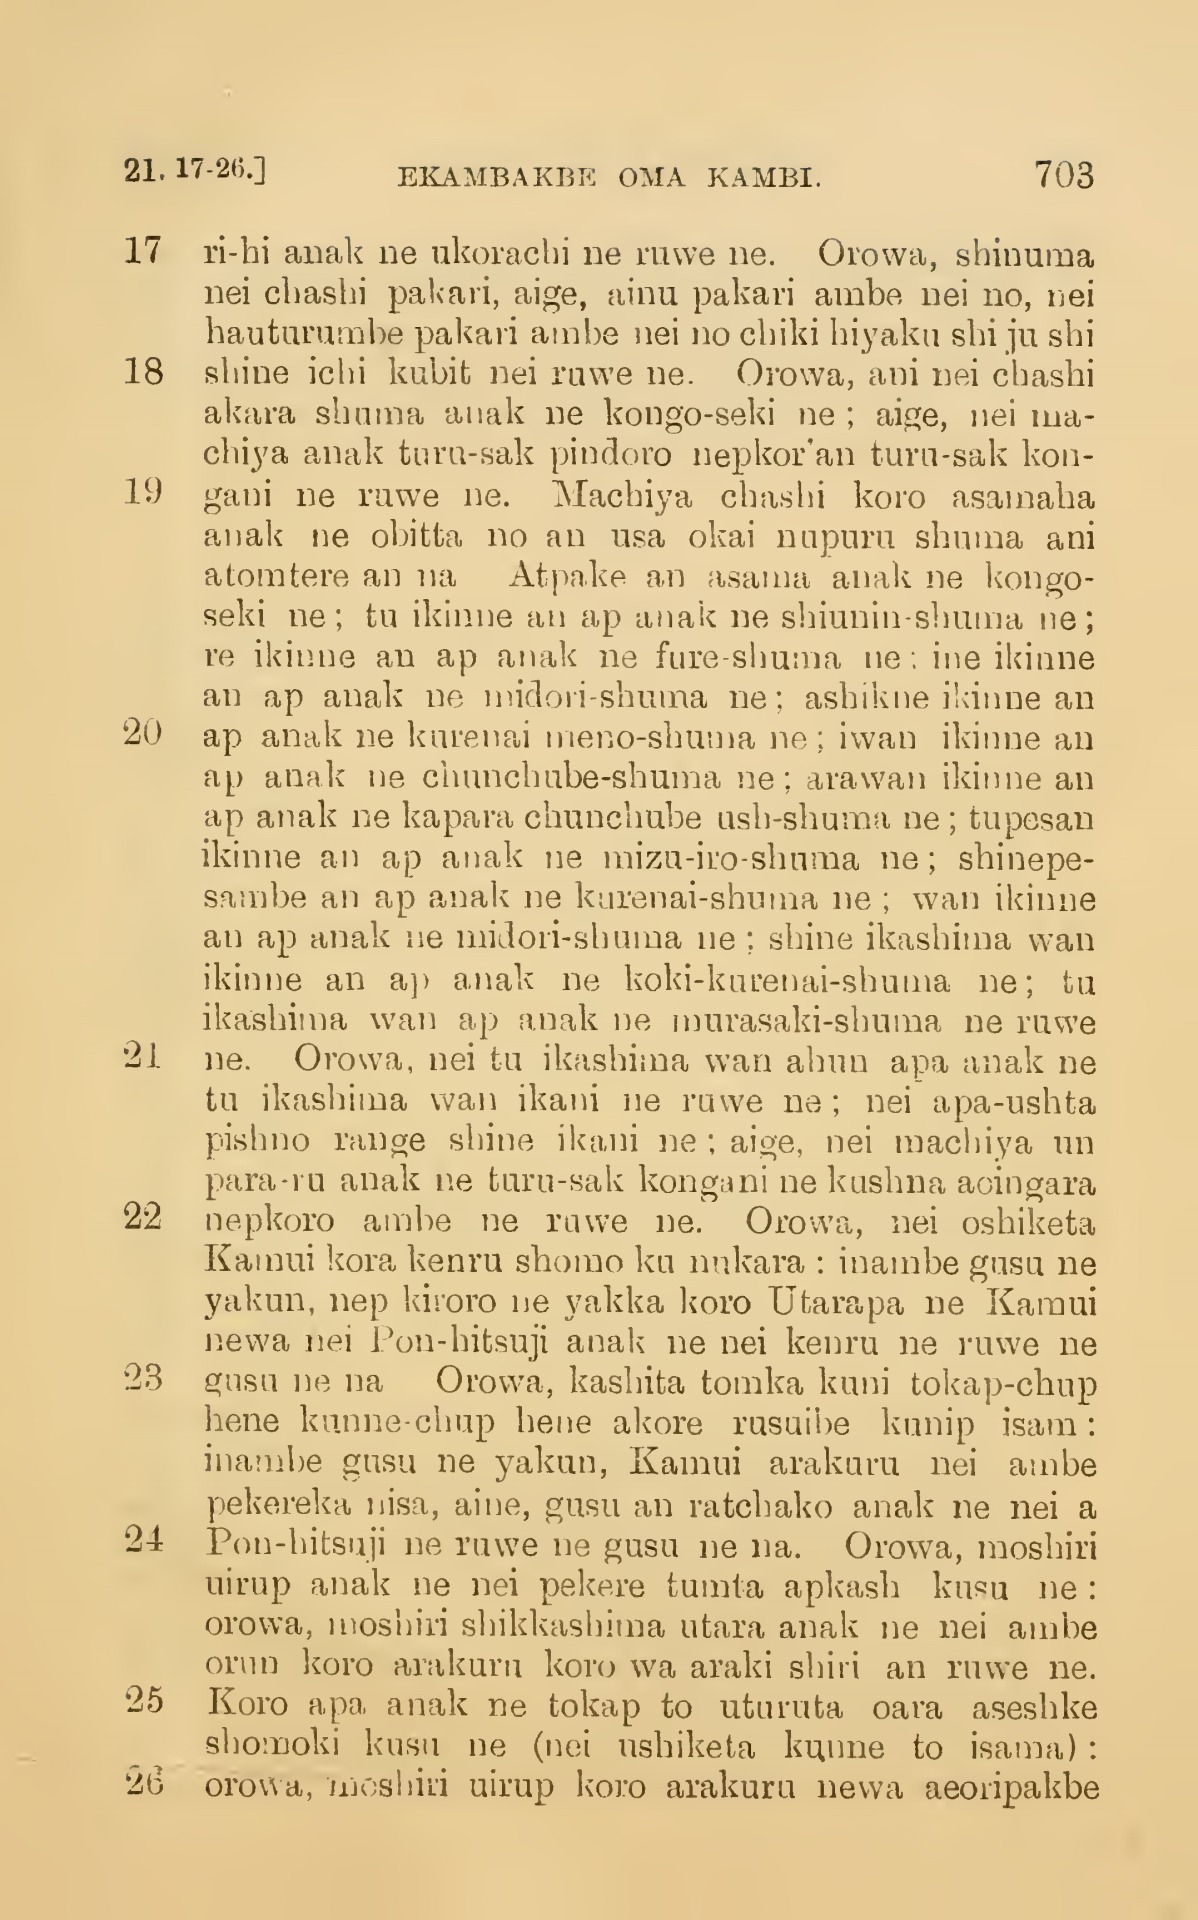 21. 17-26.] EKAMBAKBE OMA KAMBI. 703
17 ri-hi anak ne ukorachi ne ruwe ne. Orowa, shinuma
nei chashi pakari, aige, ainu pakari ambe nei no, nei
hauturumbe pakari ambe nei no chiki hiyaku shi ju shi
18 shine ichi kubit nei ruwe ne. Orowa, ani nei chashi
akara shuma anak ne kongo-seki ne; aige, nei ma-
chiya anak turu-sak pindoro nepkor'an turu-sak kon-
19 gani ne ruwe ne. Machiya chashi koro asamaha
anak ne obitta no an usa okai nupuru shuma ani
atomtere an na Atpake an asama anak ne kongo-
seki ne; tu ikinne an ap anak ne shiunin-shuma ne;
re ikinne an ap anak ne fure-shuma ne: ine ikinne
an ap anak ne midori-shuma ne; ashikne ikinne an
20 ap anak ne kurenai meno-shuma ne; iwan ikinne an
ap anak ne chunchube-shuma ne; arawan ikinne an
ap anak ne kapara chunchube ush-shuma ne; tupesan
ikinne an ap anak ne mizu-iro-shuma ne; shinepe-
sambe an ap anak ne kurenai-shuma ne; wan ikinne
an ap anak ne midori-shuma ne; shine ikashima wan
ikinne an ap anak ne koki-kurenai-shuma ne; tu
ikashima wan ap anak ne murasaki-shuma ne ruwe
21 ne. Orowa, nei tu ikashima wan ahun apa anak ne
tu ikashima wan ikani ne ruwe ne; nei apa-ushta
pishno range shine ikani ne; aige, nei machiya un
para-ru anak ne turu-sak kongani ne kushna aoingara
22 nepkoro ambe ne ruwe ne. Orowa, nei oshiketa
Kamui kora kenru shomo ku nukara: inambe gusu ne
yakun, nep kiroro ne yakka koro Utarapa ne Kamui
newa nei Pon-hitsuji anak ne nei kenru ne ruwe ne
23 gusu ne na Orowa, kashita tomka kuni tokap-chup
hene kunne-chup hene akore rusuibe kunip isam:
inambe gusu ne yakun, Kamui arakuru nei ambe
pekereka nisa, aine, gusu an ratchako anak ne nei a
24 Pon-hitsuji ne ruwe ne gusu ne na. Orowa, moshiri
uirup anak ne nei pekere tumta apkash kusu ne:
orowa, moshiri shikkashima utara anak ne nei ambe
orun koro arakuru koro wa araki shiri an ruwe ne.
25 Koro apa anak ne tokap to uturuta oara aseshke
shomoki kusu ne (nei ushiketa kunne to isama):
26 orowa, moshiri uirup koro arakuru newa aeoripakbe